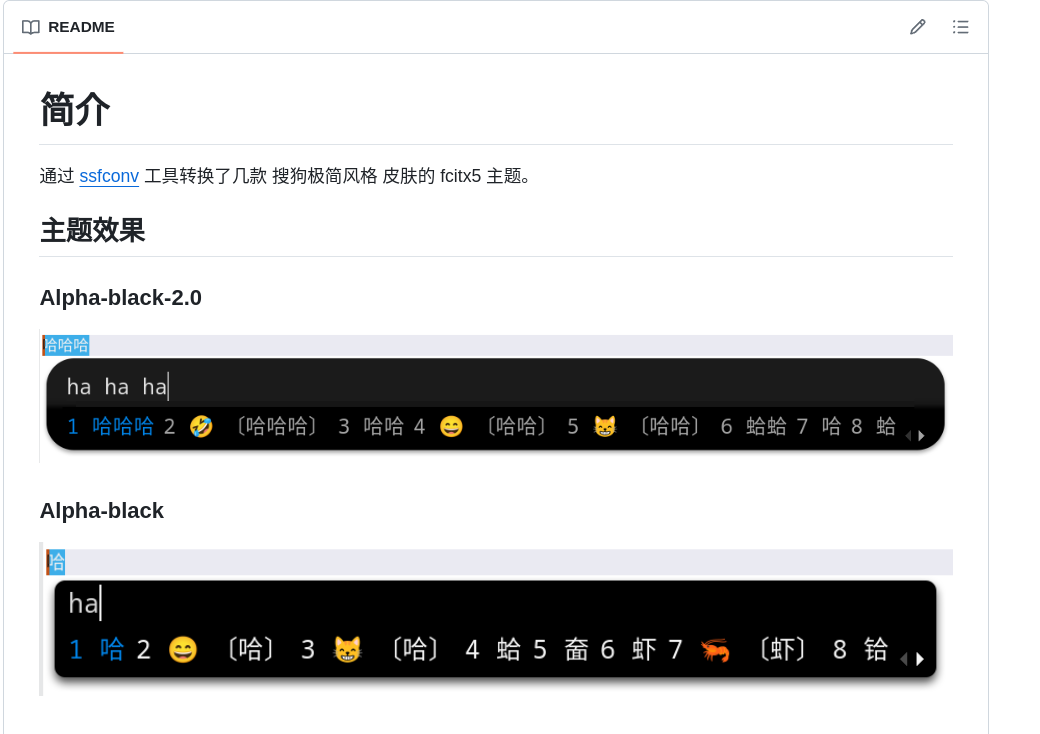 README
简介
通过 ssfconv 工具转换了几款 搜狗极简风格 皮肤的 fcitx5 主题。
主题效果
Alpha-black-2.0
哈哈哈
ha ha ha
1 哈哈哈 2 🤣 〔哈哈哈〕 3 哈哈 4 😄 〔哈哈〕 5 😸 〔哈哈〕 6 蛤蛤 7 哈 8 蛤
Alpha-black
哈
ha
1 哈 2 😄 〔哈〕 3 😸 〔哈〕 4 蛤 5 奤 6 虾 7 🦐 〔虾〕 8 铪